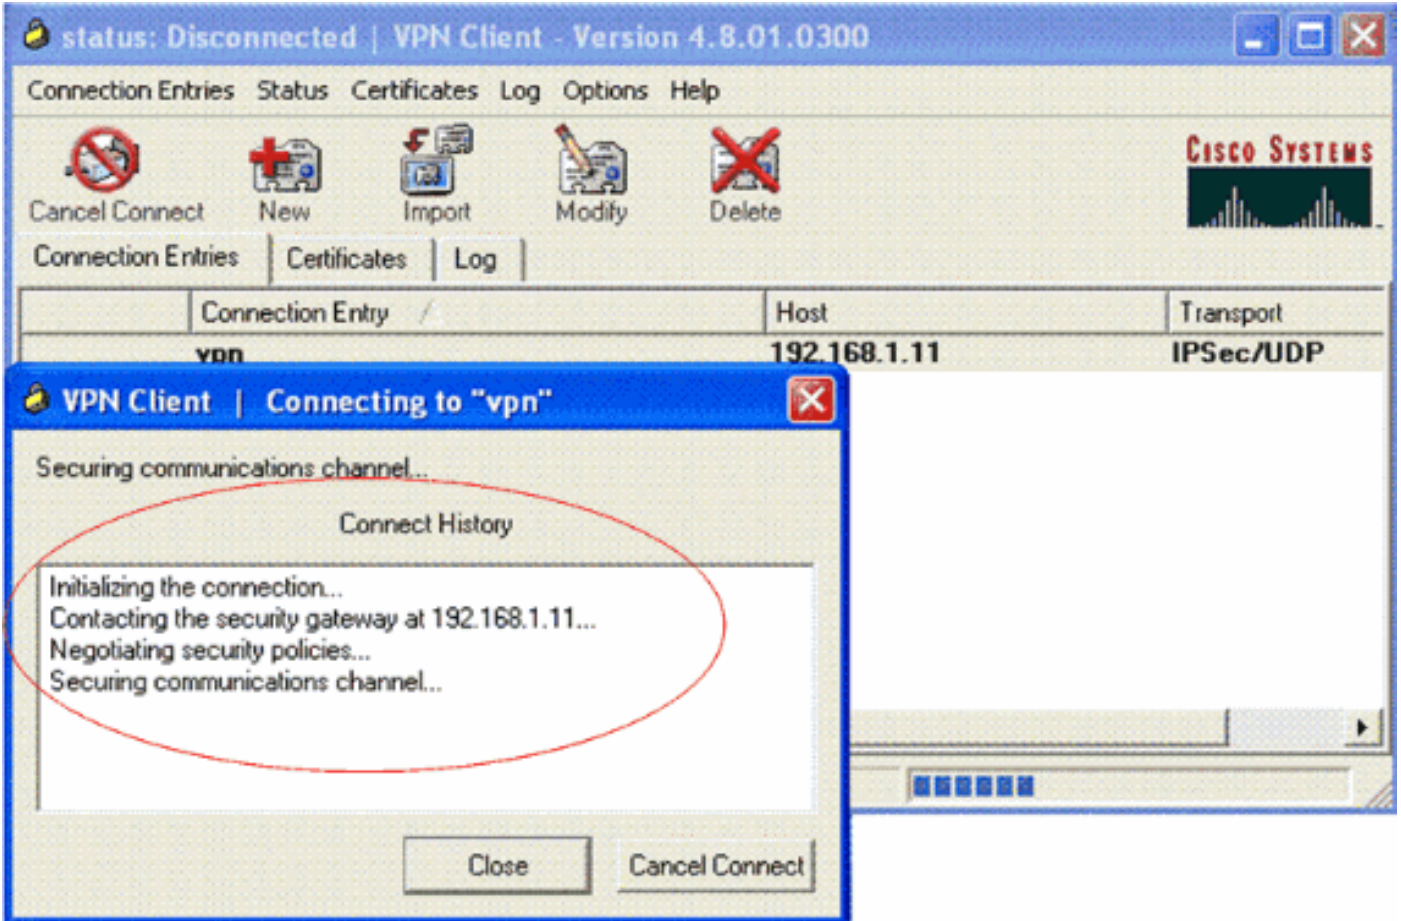 status: Disconnected | VPN Client - Version 4.8.01.0300
Connection Entries Status Certificates Log Options Help
CISCO SYSTEMS
Cancel Connect New Import Modify Delete
Connection Entries Certificates Log
Connection Entry Host Transport
vpn 192.168.1.11 IPSec/UDP
VPN Client | Connecting to "vpn"
Securing communications channel...
Connect History
Initializing the connection...
Contacting the security gateway at 192.168.1.11...
Negotiating security policies...
Securing communications channel...
Close Cancel Connect